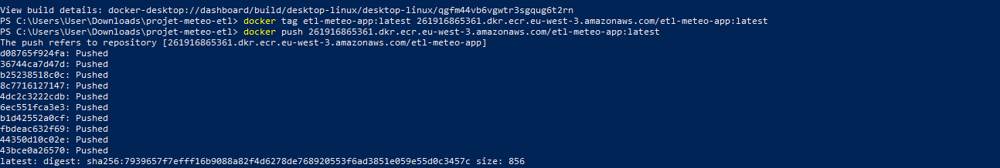 View build details: docker-desktop://dashboard/build/desktop-linux/desktop-linux/qgfm44vb6vgwtr3sgqug6t2rn
PS C:\Users\User\Downloads\projet-meteo-etl> docker tag etl-meteo-app:latest 261916865361.dkr.ecr.eu-west-3.amazonaws.com/etl-meteo-app:latest
PS C:\Users\User\Downloads\projet-meteo-etl> docker push 261916865361.dkr.ecr.eu-west-3.amazonaws.com/etl-meteo-app:latest
The push refers to repository [261916865361.dkr.ecr.eu-west-3.amazonaws.com/etl-meteo-app]
d08765f924fa: Pushed
36744ca7d47d: Pushed
b25238518c0c: Pushed
8c7716127147: Pushed
4dc2c3222cdb: Pushed
6ec551fca3e3: Pushed
b1d42552a0cf: Pushed
fbdeac632f69: Pushed
44350d10c02e: Pushed
43bce0a26570: Pushed
latest: digest: sha256:7939657f7efff16b9088a82f4d6278de768920553f6ad3851e059e55d0c3457c size: 856